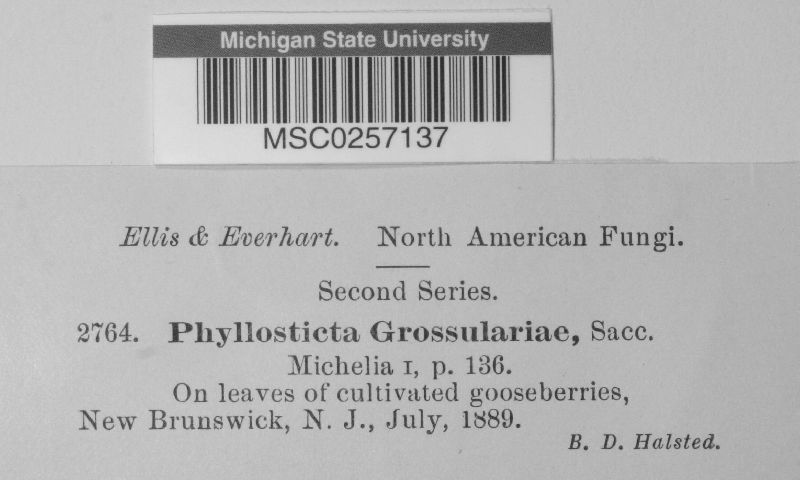 Michigan State University
MSC0257137
Ellis & Everhart. North American Fungi.
Second Series.
2764. Phyllosticta Grossulariae, Sacc.
Michelia I, p. 136.
On leaves of cultivated gooseberries,
New Brunswick, N. J., July, 1889.
B. D. Halsted.